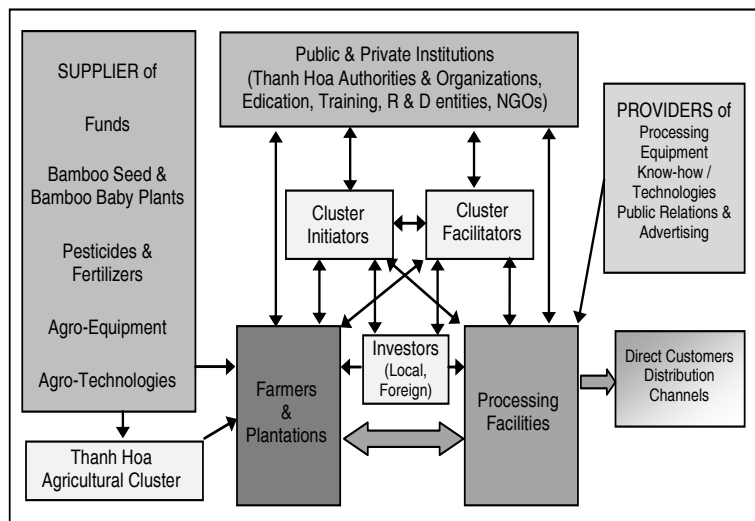 SUPPLIER of
Funds
Bamboo Seed &
Bamboo Baby Plants
Pesticides &
Fertilizers
Agro-Equipment
Agro-Technologies
Thanh Hoa
Agricultural Cluster
Public & Private Institutions
(Thanh Hoa Authorities & Organizations,
Edication, Training, R & D entities, NGOs)
Cluster
Initiators
Cluster
Facilitators
Investors
(Local,
Foreign)
Farmers
&
Plantations
Processing
Facilities
PROVIDERS of
Processing
Equipment
Know-how /
Technologies
Public Relations &
Advertising
Direct Customers
Distribution
Channels